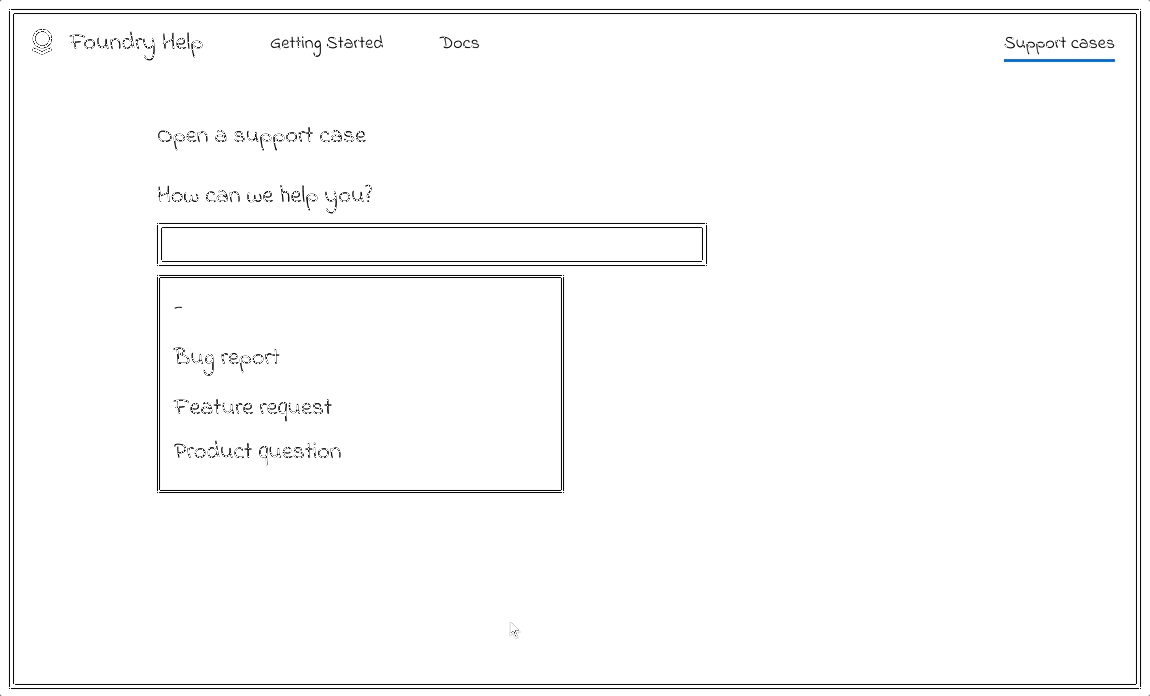 Foundry Help Getting Started Docs Support cases
Open a support case
How can we help you?
-
Bug report
Feature request
Product question